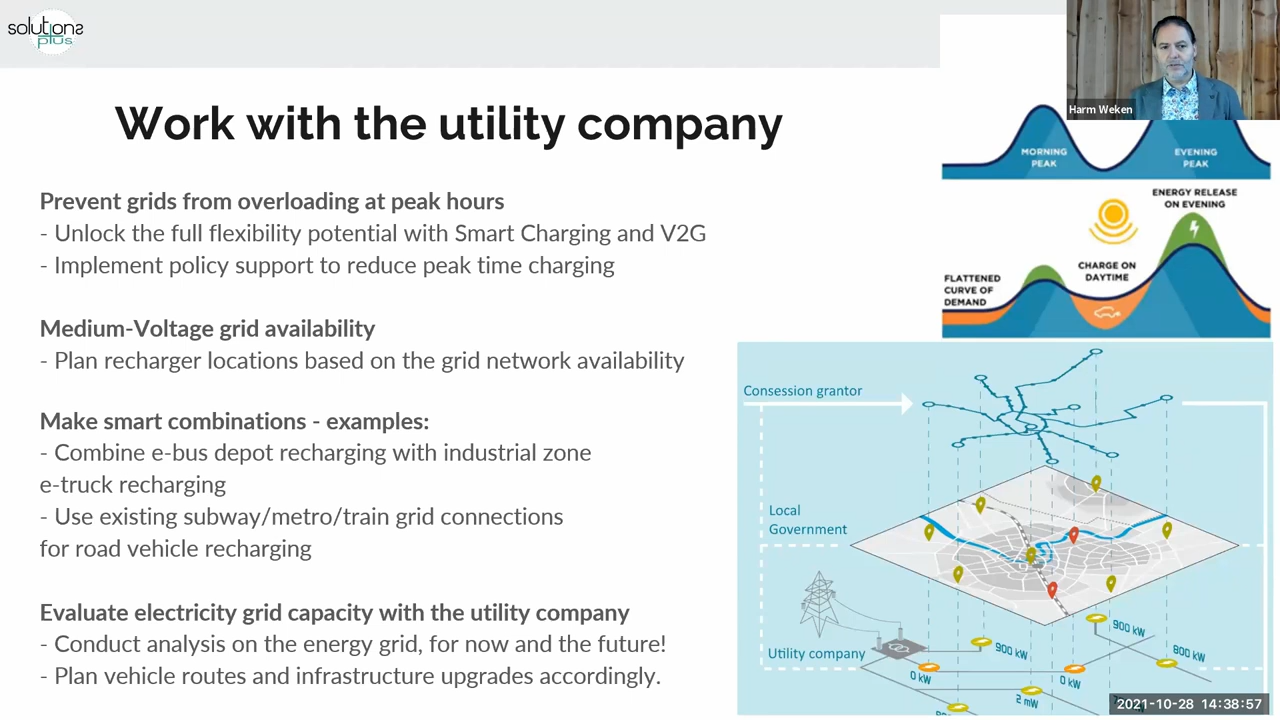 solutions
plus
Harm Weken
Work with the utility company
MORNING
PEAK
EVENING
PEAK
Prevent grids from overloading at peak hours
- Unlock the full flexibility potential with Smart Charging and V2G
- Implement policy support to reduce peak time charging
ENERGY RELEASE
ON EVENING
CHARGE ON
DAYTIME
FLATTENED
CURVE OF
DEMAND
Medium-Voltage grid availability
- Plan recharger locations based on the grid network availability
Make smart combinations - examples:
- Combine e-bus depot recharging with industrial zone
e-truck recharging
- Use existing subway/metro/train grid connections
for road vehicle recharging
Evaluate electricity grid capacity with the utility company
- Conduct analysis on the energy grid, for now and the future!
- Plan vehicle routes and infrastructure upgrades accordingly.
Consession grantor
Local
Government
Utility company
900 kW
800 kW
900 kW
0 kW
0 kW
2 mW
2021-10-28 14:38:57